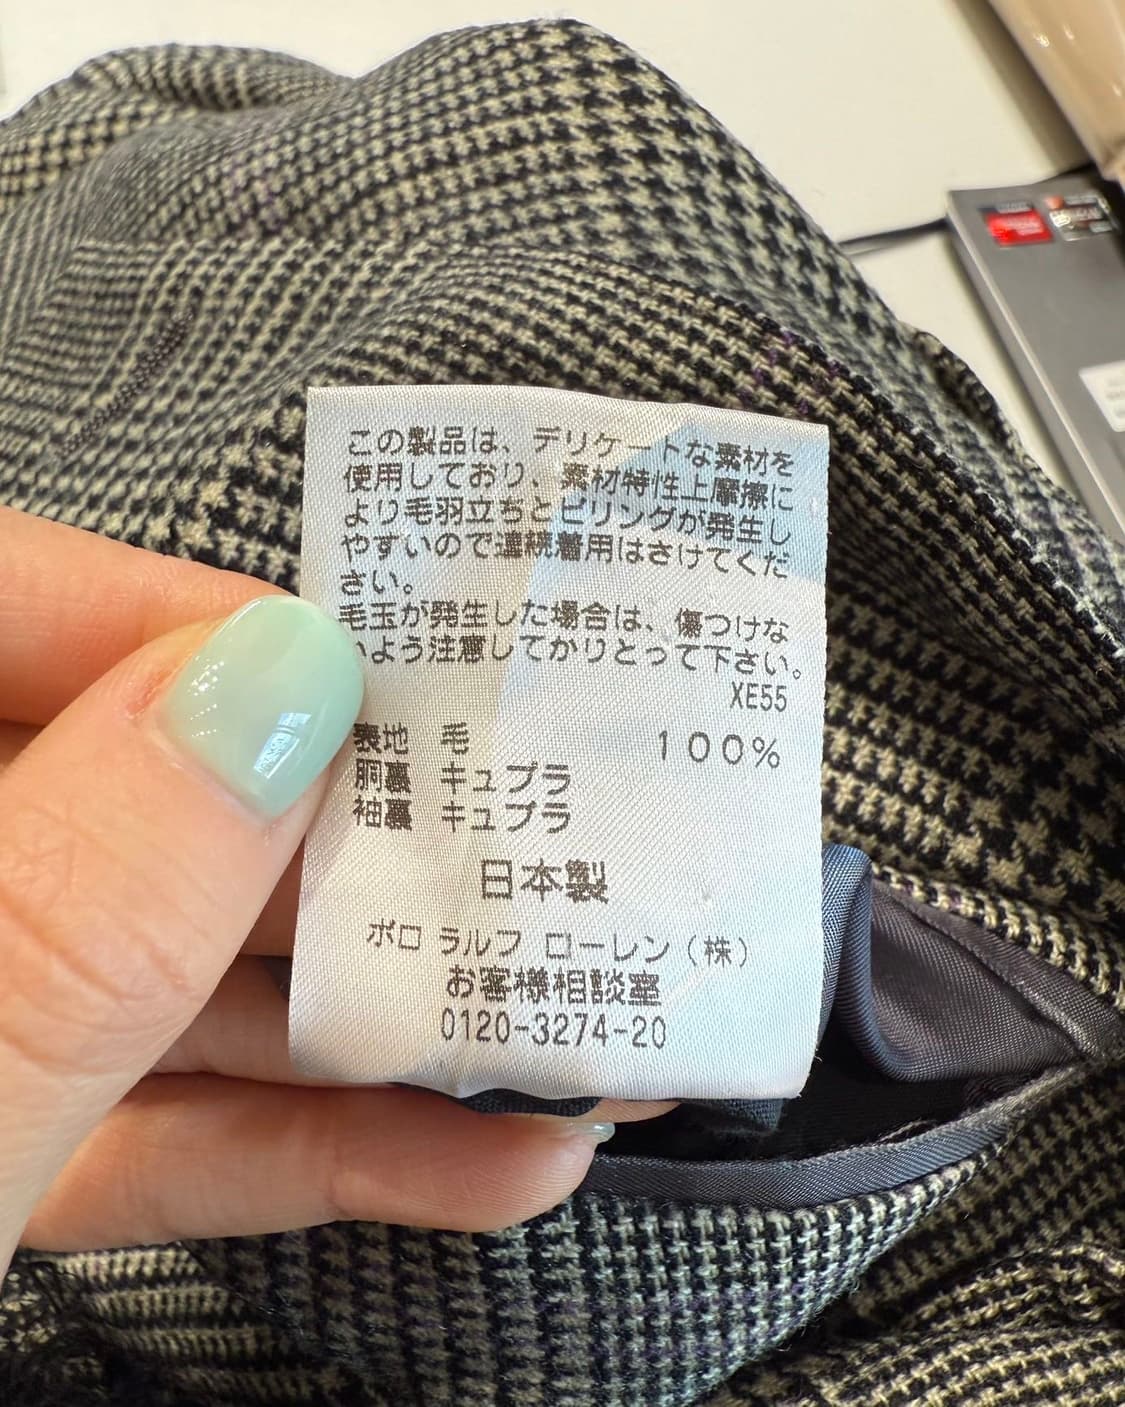 この製品は、デリケートな素材を
使用しており、素材特性上摩擦に
より毛羽立ちとピリングが発生し
やすいので連続着用はさけてくだ
さい。
毛玉が発生した場合は、傷つけな
いよう注意してかりとって下さい。
XE55
表地 毛 100%
胴裏 キュプラ
袖裏 キュプラ
日本製
ポロ ラルフ ローレン(株)
お客様相談室
0120-3274-20